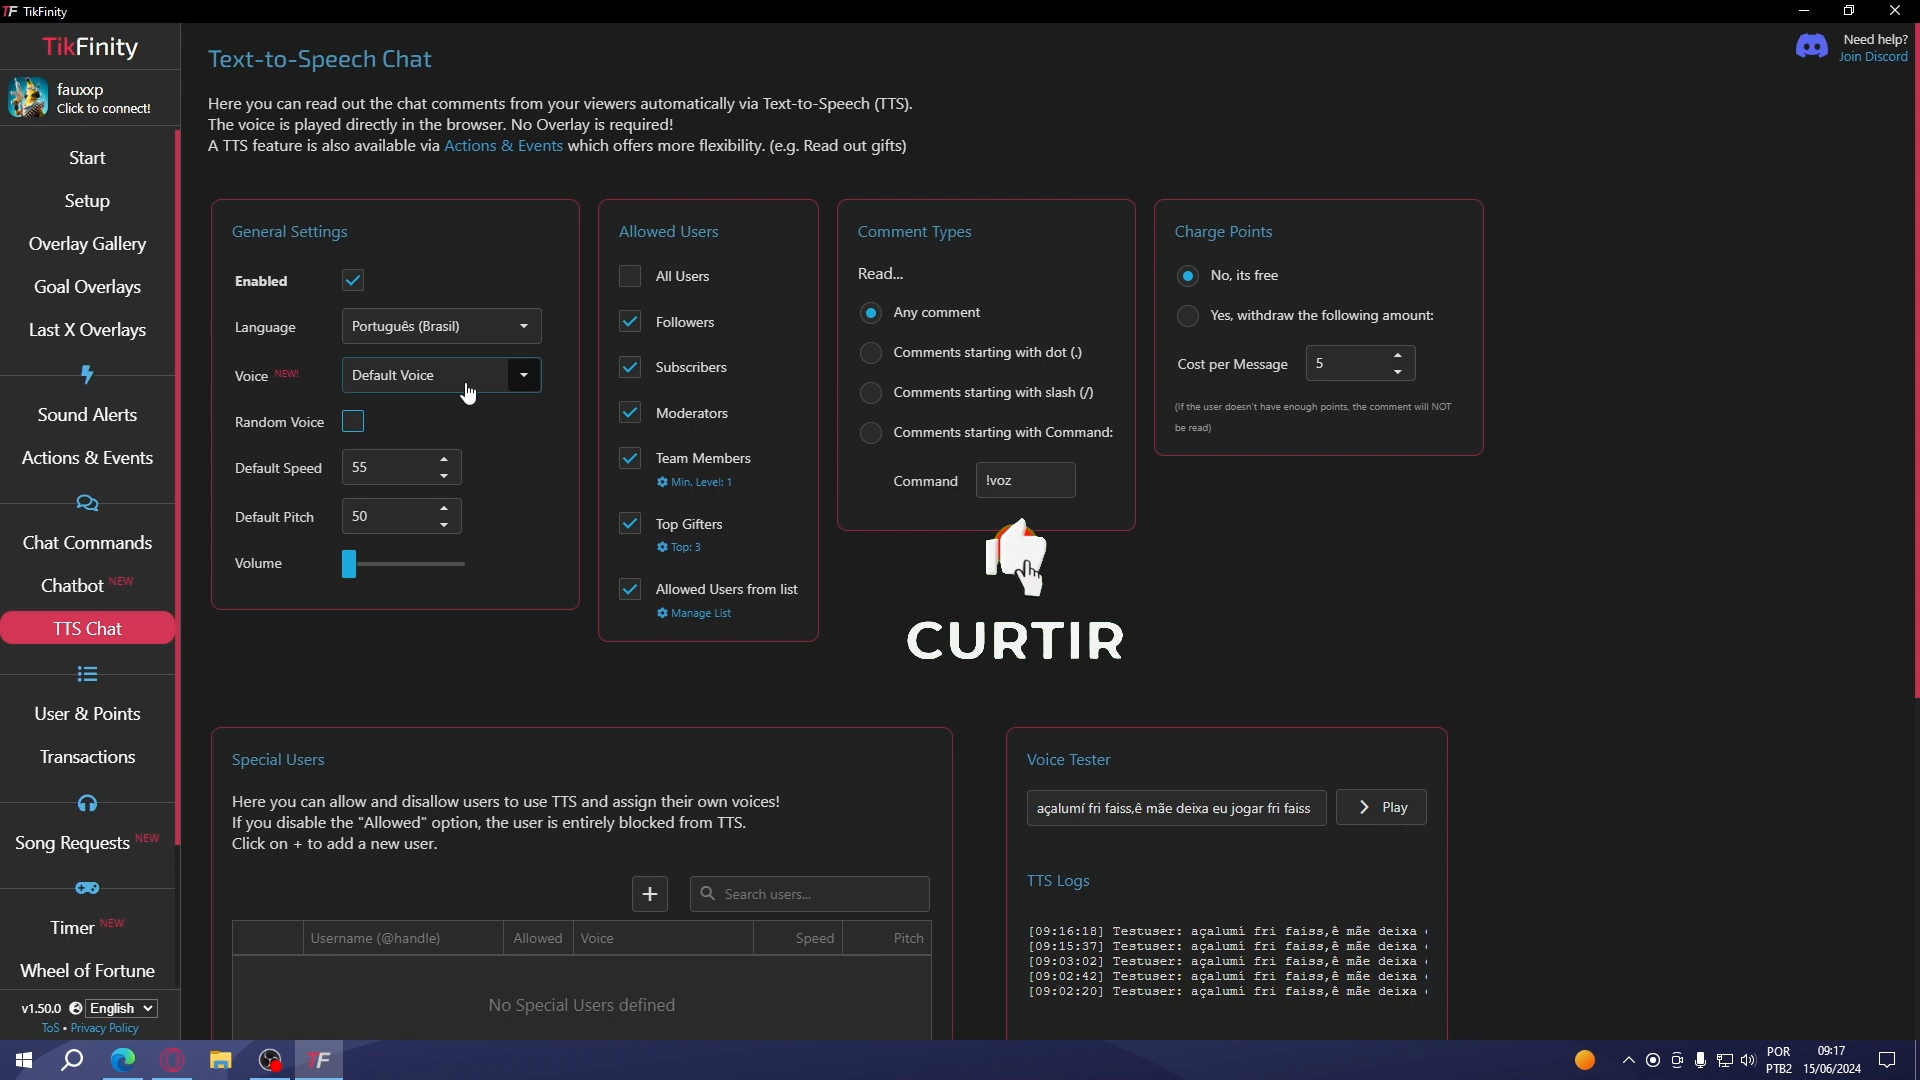 TF TikFinity
TikFinity
fauxxp
Click to connect!
Start
Setup
Overlay Gallery
Goal Overlays
Last X Overlays
Sound Alerts
Actions & Events
Chat Commands
Chatbot NEW
TTS Chat
User & Points
Transactions
Song Requests NEW
Timer NEW
Wheel of Fortune
v1.50.0 English
ToS • Privacy Policy
Need help?
Join Discord
Text-to-Speech Chat
Here you can read out the chat comments from your viewers automatically via Text-to-Speech (TTS).
The voice is played directly in the browser. No Overlay is required!
A TTS feature is also available via Actions & Events which offers more flexibility. (e.g. Read out gifts)
General Settings
Enabled
Language Português (Brasil)
Voice NEW! Default Voice
Random Voice
Default Speed 55
Default Pitch 50
Volume
Allowed Users
All Users
Followers
Subscribers
Moderators
Team Members
Min. Level: 1
Top Gifters
Top: 3
Allowed Users from list
Manage List
Comment Types
Read...
Any comment
Comments starting with dot (.)
Comments starting with slash (/)
Comments starting with Command:
Command !voz
Charge Points
No, its free
Yes, withdraw the following amount:
Cost per Message 5
(If the user doesn't have enough points, the comment will NOT
be read)
CURTIR
Special Users
Here you can allow and disallow users to use TTS and assign their own voices!
If you disable the "Allowed" option, the user is entirely blocked from TTS.
Click on + to add a new user.
+ Search users...
Username (@handle) Allowed Voice Speed Pitch
No Special Users defined
Voice Tester
açalumí fri faiss,ê mãe deixa eu jogar fri faiss Play
TTS Logs
[09:16:18] Testuser: açalumí fri faiss,ê mãe deixa
[09:15:37] Testuser: açalumí fri faiss,ê mãe deixa
[09:03:02] Testuser: açalumí fri faiss,ê mãe deixa
[09:02:42] Testuser: açalumí fri faiss,ê mãe deixa
[09:02:20] Testuser: açalumí fri faiss,ê mãe deixa
TF
POR
PTB2
09:17
15/06/2024